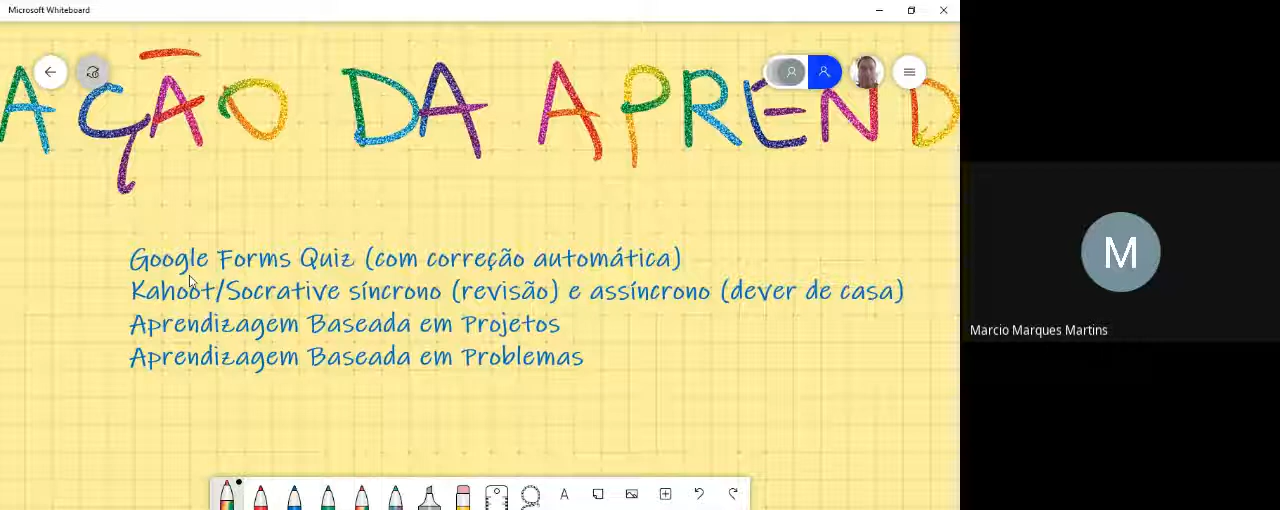 Microsoft Whiteboard
AÇÃO DA APREND
Google Forms Quiz (com correção automática)
Kahoot/Socrative síncrono (revisão) e assíncrono (dever de casa)
Aprendizagem Baseada em Projetos
Aprendizagem Baseada em Problemas
M
Marcio Marques Martins
A